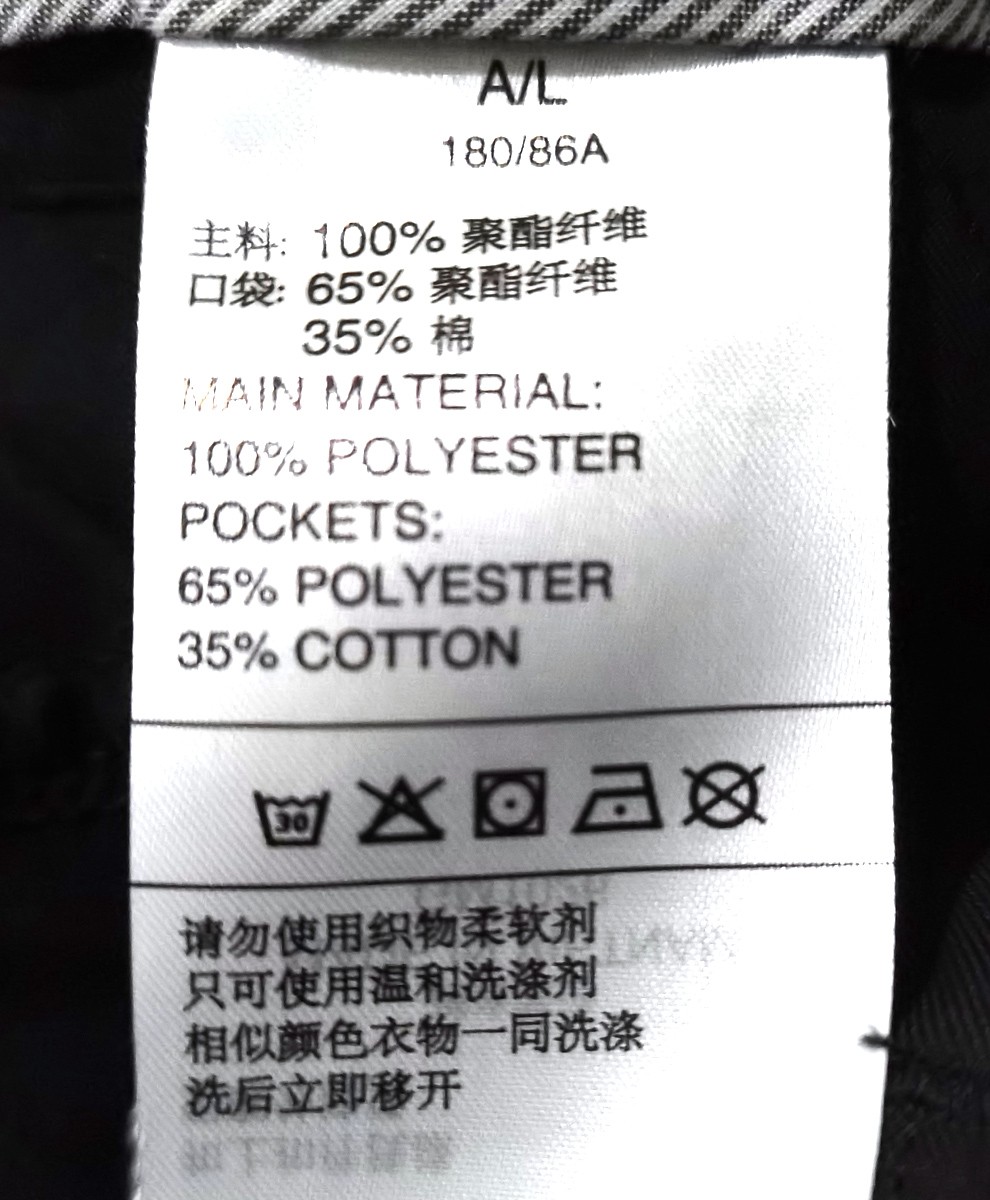 A/L
180/86A
主料: 100% 聚酯纤维
口袋: 65% 聚酯纤维
35% 棉
MAIN MATERIAL:
100% POLYESTER
POCKETS:
65% POLYESTER
35% COTTON
30
请勿使用织物柔软剂
只可使用温和洗涤剂
相似颜色衣物一同洗涤
洗后立即移开